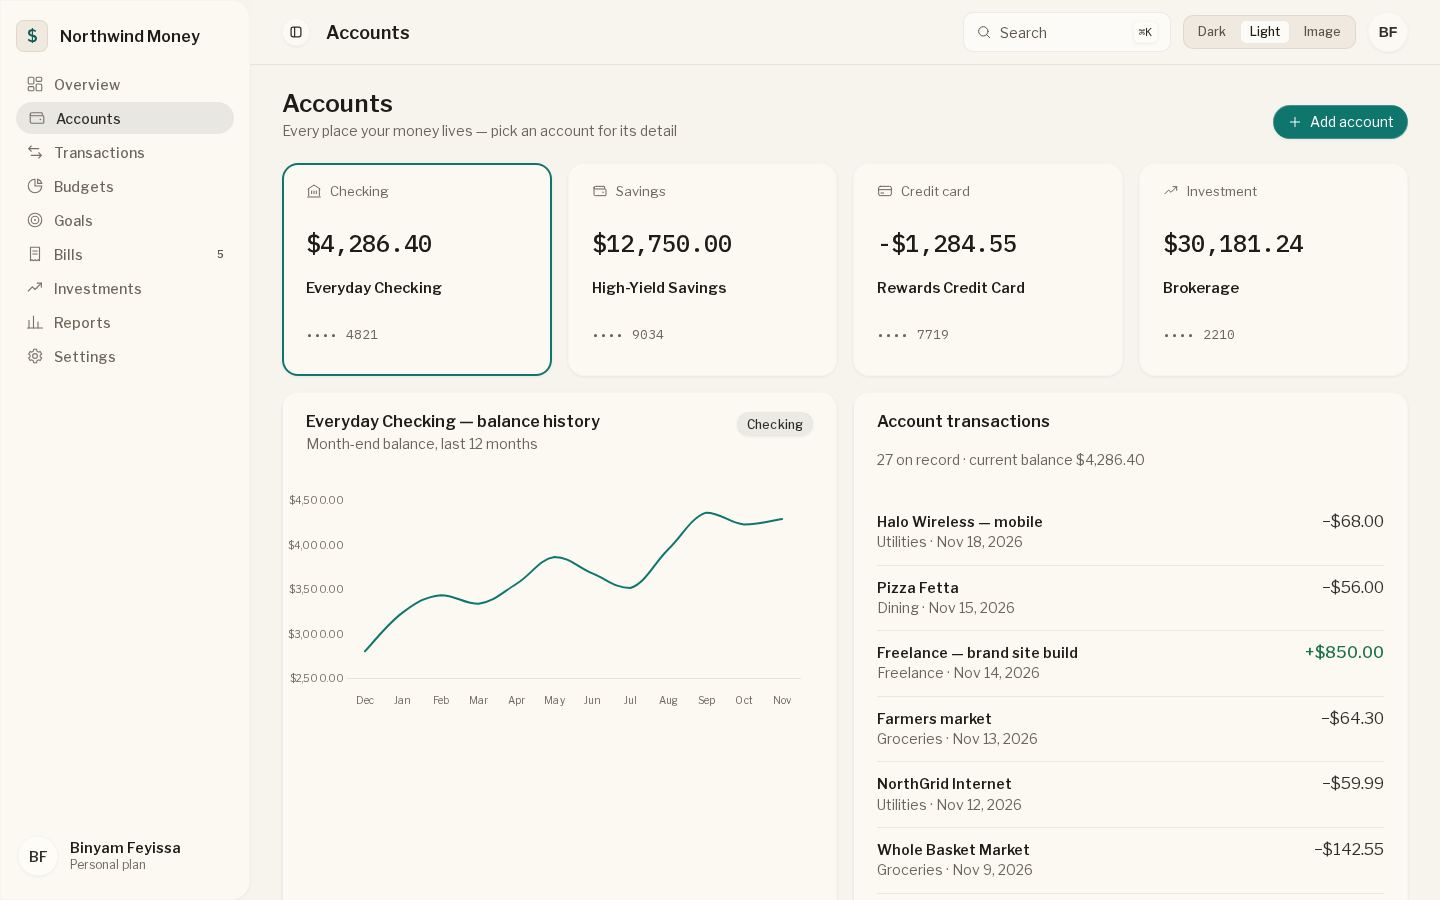 $ Northwind Money
Overview
Accounts
Transactions
Budgets
Goals
Bills 5
Investments
Reports
Settings
BF Binyam Feyissa
Personal plan
Accounts
Search ⌘K
Dark Light Image
BF
Accounts
Every place your money lives — pick an account for its detail
+ Add account
Checking
$4,286.40
Everyday Checking
•••• 4821
Savings
$12,750.00
High-Yield Savings
•••• 9034
Credit card
-$1,284.55
Rewards Credit Card
•••• 7719
Investment
$30,181.24
Brokerage
•••• 2210
Everyday Checking — balance history
Month-end balance, last 12 months
Checking
$4,500.00
$4,000.00
$3,500.00
$3,000.00
$2,500.00
Dec Jan Feb Mar Apr May Jun Jul Aug Sep Oct Nov
Account transactions
27 on record · current balance $4,286.40
Halo Wireless — mobile −$68.00
Utilities · Nov 18, 2026
Pizza Fetta −$56.00
Dining · Nov 15, 2026
Freelance — brand site build +$850.00
Freelance · Nov 14, 2026
Farmers market −$64.30
Groceries · Nov 13, 2026
NorthGrid Internet −$59.99
Utilities · Nov 12, 2026
Whole Basket Market −$142.55
Groceries · Nov 9, 2026